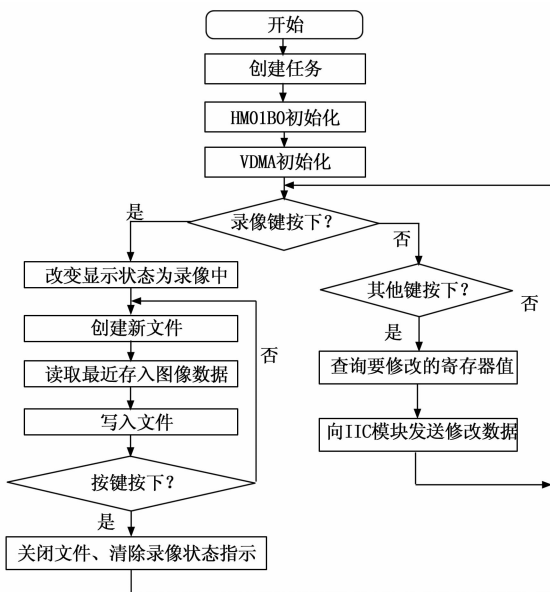 开始
创建任务
HM01B0初始化
VDMA初始化
录像键按下？
是
否
改变显示状态为录像中
创建新文件
读取最近存入图像数据
写入文件
按键按下？
否
是
关闭文件、清除录像状态指示
其他键按下？
否
是
查询要修改的寄存器值
向IIC模块发送修改数据